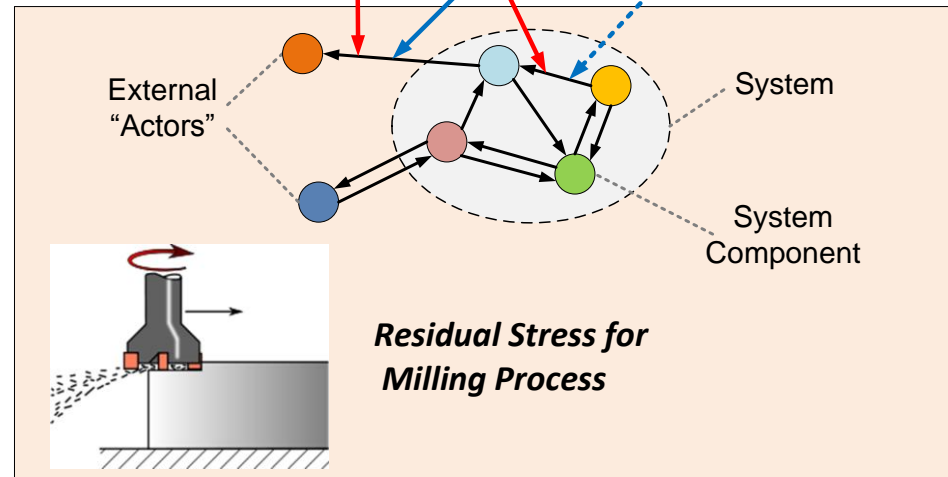 External
“Actors”
System
System
Component
Residual Stress for
Milling Process